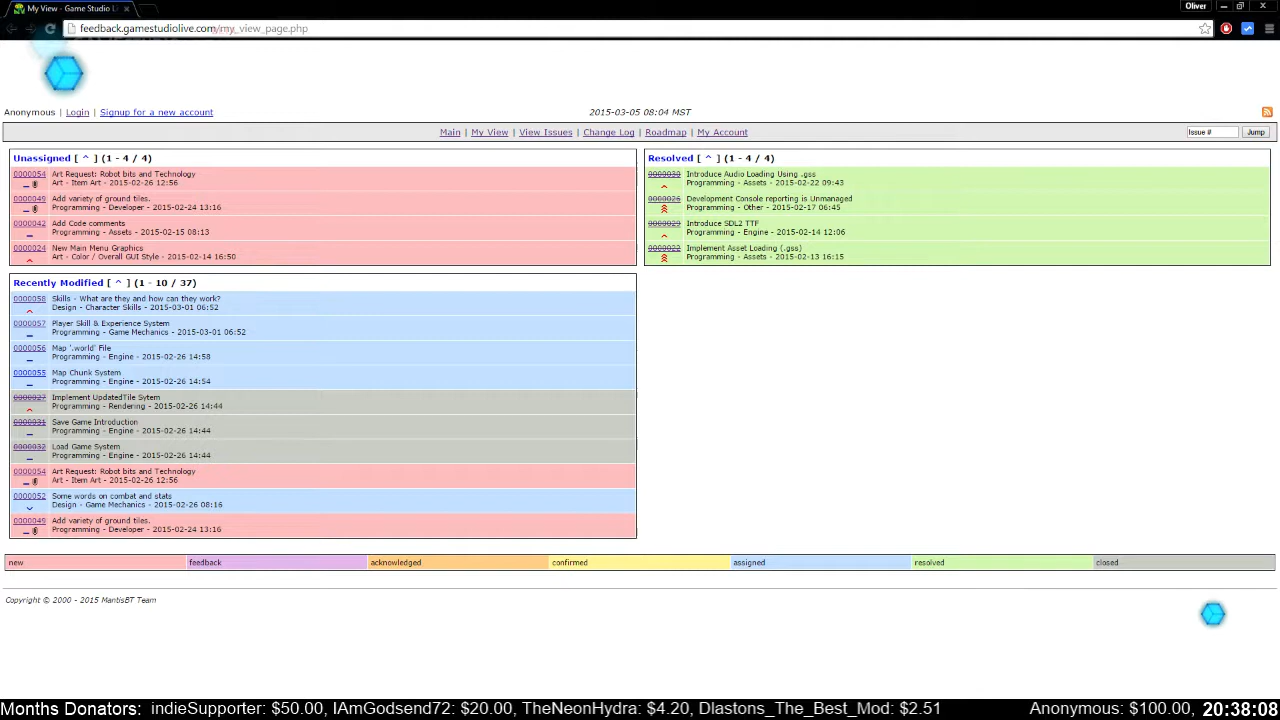 My View - Game Studio L
Oliver
feedback.gamestudiolive.com/my_view_page.php
Anonymous | Login | Signup for a new account
2015-03-05 08:04 MST
Main | My View | View Issues | Change Log | Roadmap | My Account
Issue #
Jump
Unassigned [ ^ ] (1 - 4 / 4)
0000054 Art Request: Robot bits and Technology
Art - Item Art - 2015-02-26 12:56
0000049 Add variety of ground tiles.
Programming - Developer - 2015-02-24 13:16
0000042 Add Code comments
Programming - Assets - 2015-02-15 08:13
0000024 New Main Menu Graphics
Art - Color / Overall GUI Style - 2015-02-14 16:50
Resolved [ ^ ] (1 - 4 / 4)
0000030 Introduce Audio Loading Using .gss
Programming - Assets - 2015-02-22 09:43
0000026 Development Console reporting is Unmanaged
Programming - Other - 2015-02-17 06:45
0000029 Introduce SDL2 TTF
Programming - Engine - 2015-02-14 12:06
0000022 Implement Asset Loading (.gss)
Programming - Assets - 2015-02-13 16:15
Recently Modified [ ^ ] (1 - 10 / 37)
0000058 Skills - What are they and how can they work?
Design - Character Skills - 2015-03-01 06:52
0000057 Player Skill & Experience System
Programming - Game Mechanics - 2015-03-01 06:52
0000056 Map '.world' File
Programming - Engine - 2015-02-26 14:58
0000055 Map Chunk System
Programming - Engine - 2015-02-26 14:54
0000027 Implement UpdatedTile Sytem
Programming - Rendering - 2015-02-26 14:44
0000031 Save Game Introduction
Programming - Engine - 2015-02-26 14:44
0000032 Load Game System
Programming - Engine - 2015-02-26 14:44
0000054 Art Request: Robot bits and Technology
Art - Item Art - 2015-02-26 12:56
0000052 Some words on combat and stats
Design - Game Mechanics - 2015-02-26 08:16
0000049 Add variety of ground tiles.
Programming - Developer - 2015-02-24 13:16
new feedback acknowledged confirmed assigned resolved closed
Copyright © 2000 - 2015 MantisBT Team
Months Donators: indieSupporter: $50.00, IAmGodsend72: $20.00, TheNeonHydra: $4.20, Dlastons_The_Best_Mod: $2.51 Anonymous: $100.00, 20:38:08